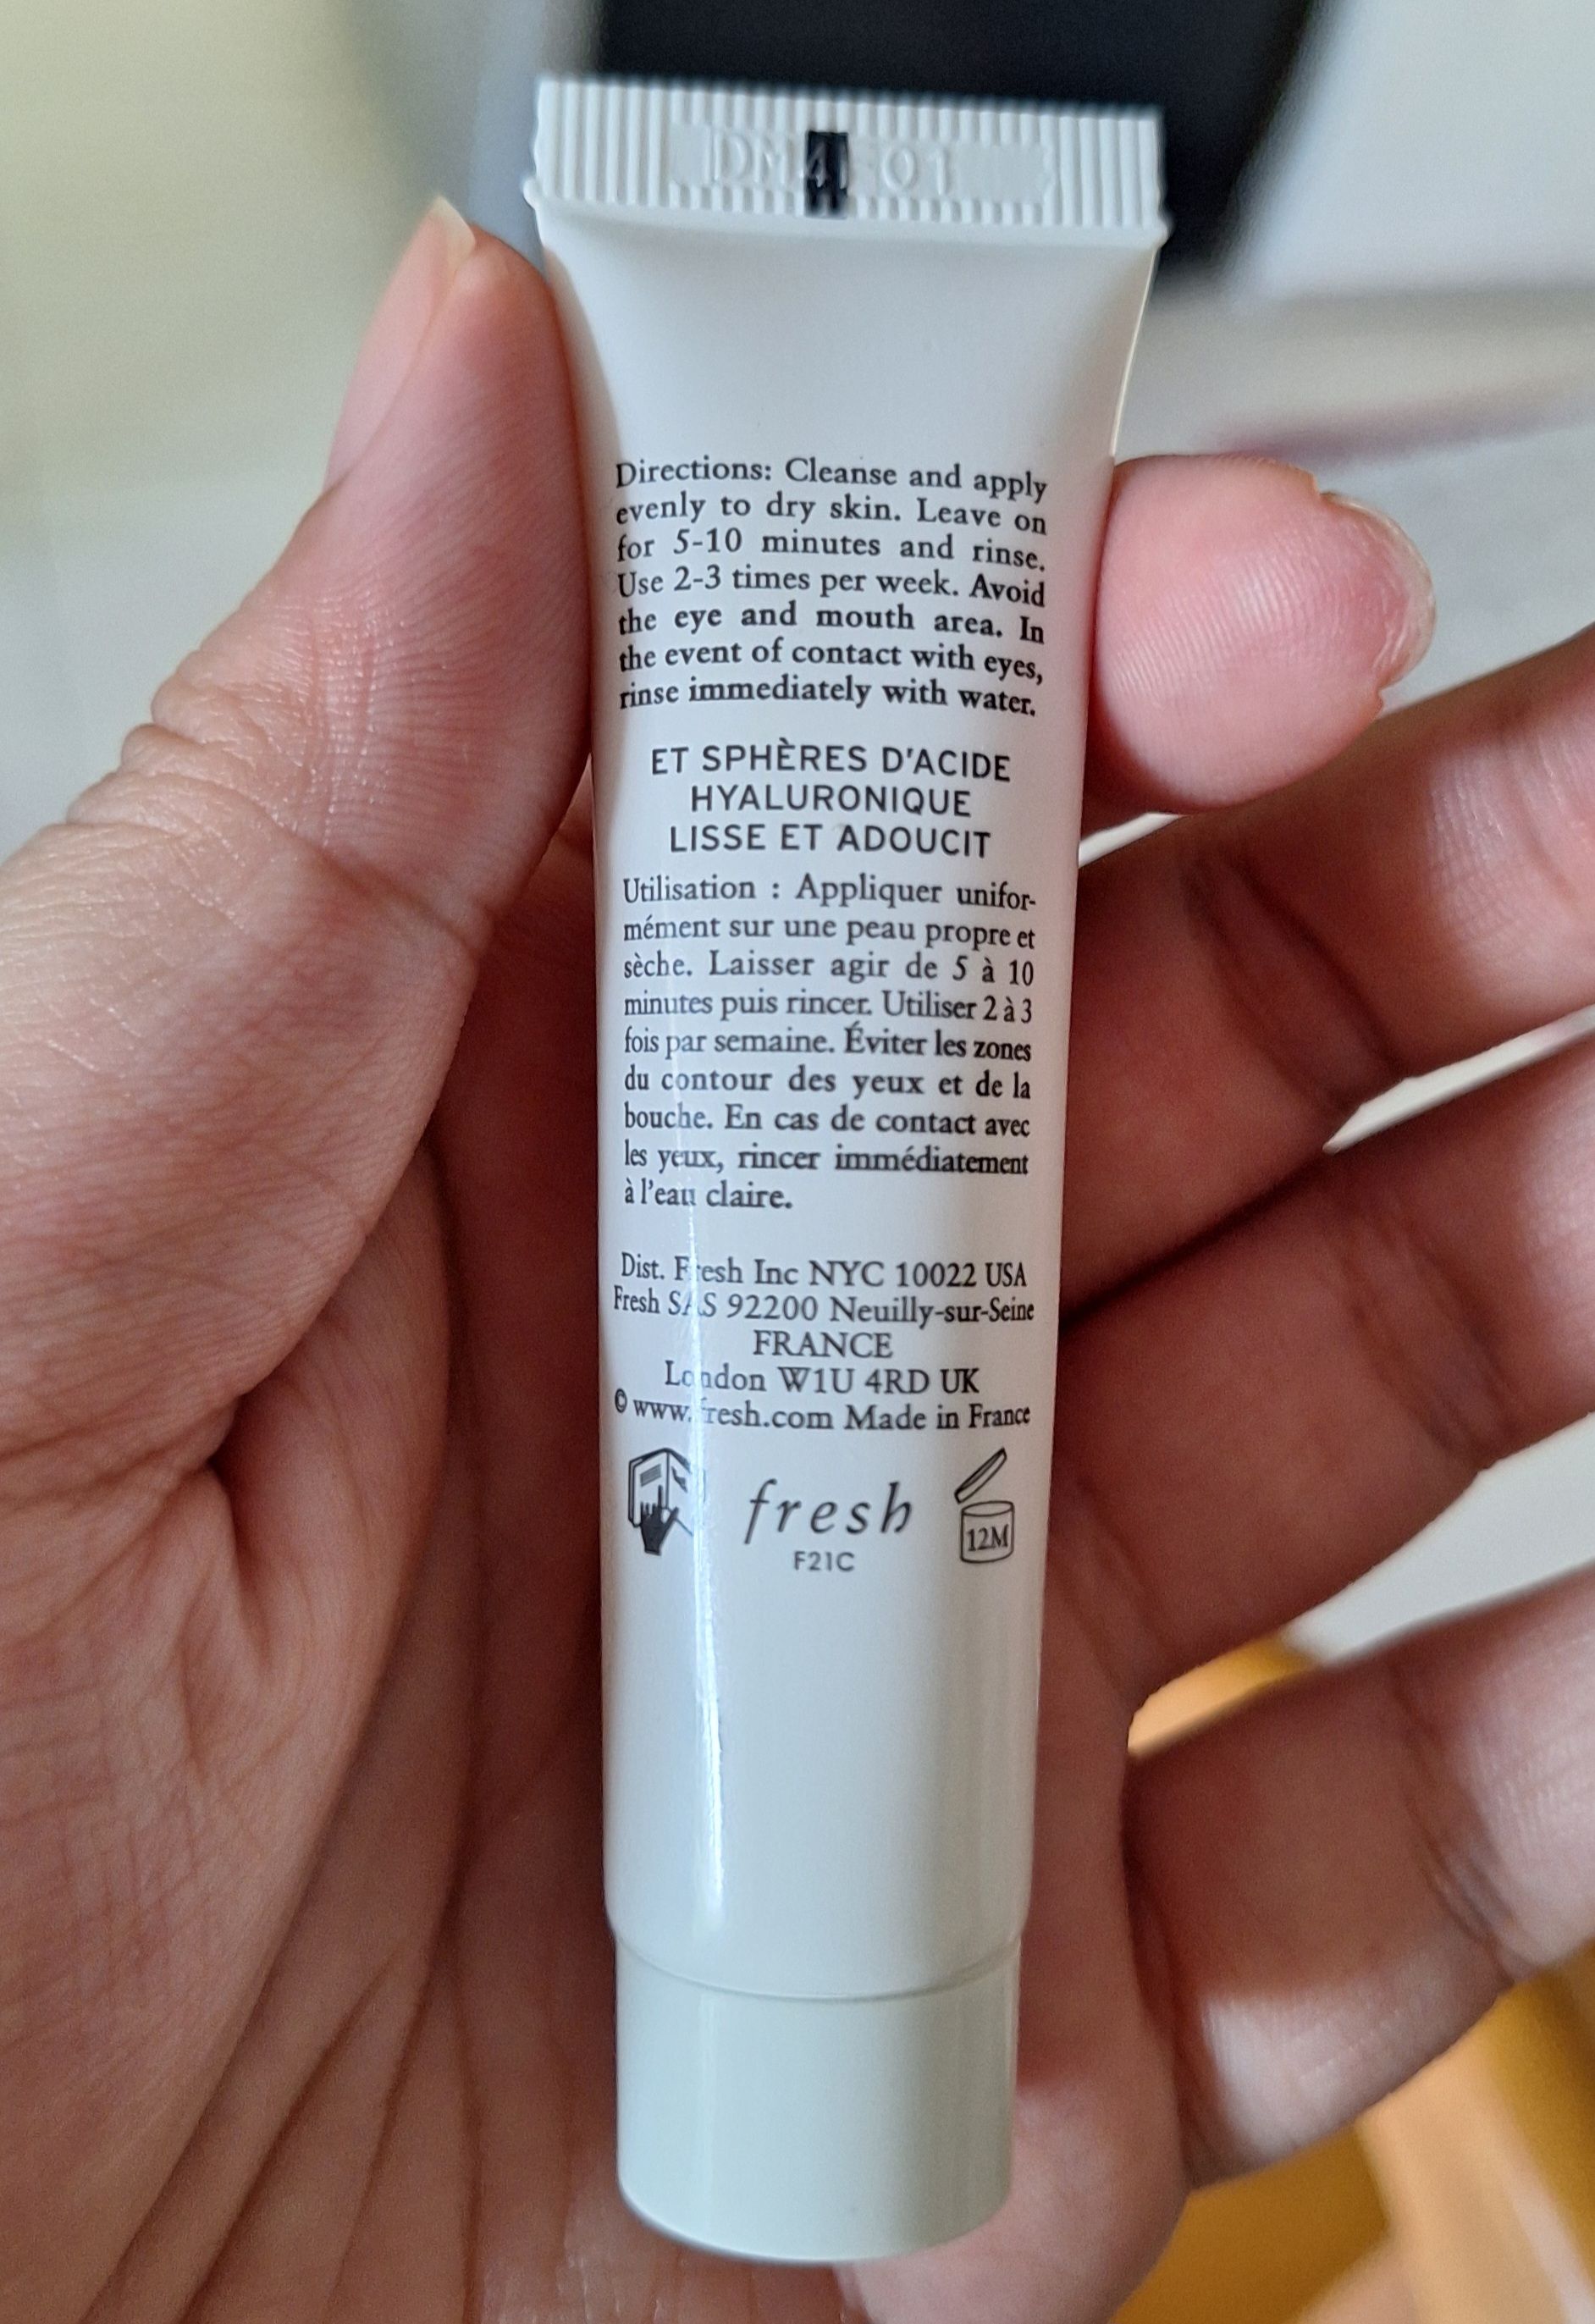 Directions: Cleanse and apply
evenly to dry skin. Leave on
for 5-10 minutes and rinse.
Use 2-3 times per week. Avoid
the eye and mouth area. In
the event of contact with eyes,
rinse immediately with water.
ET SPHÈRES D'ACIDE
HYALURONIQUE
LISSE ET ADOUCIT
Utilisation : Appliquer unifor-
mément sur une peau propre et
sèche. Laisser agir de 5 à 10
minutes puis rincer. Utiliser 2 à 3
fois par semaine. Éviter les zones
du contour des yeux et de la
bouche. En cas de contact avec
les yeux, rincer immédiatement
à l'eau claire.
Dist. Fresh Inc NYC 10022 USA
Fresh SAS 92200 Neuilly-sur-Seine
FRANCE
London W1U 4RD UK
© www.fresh.com Made in France
fresh
12M
F21C